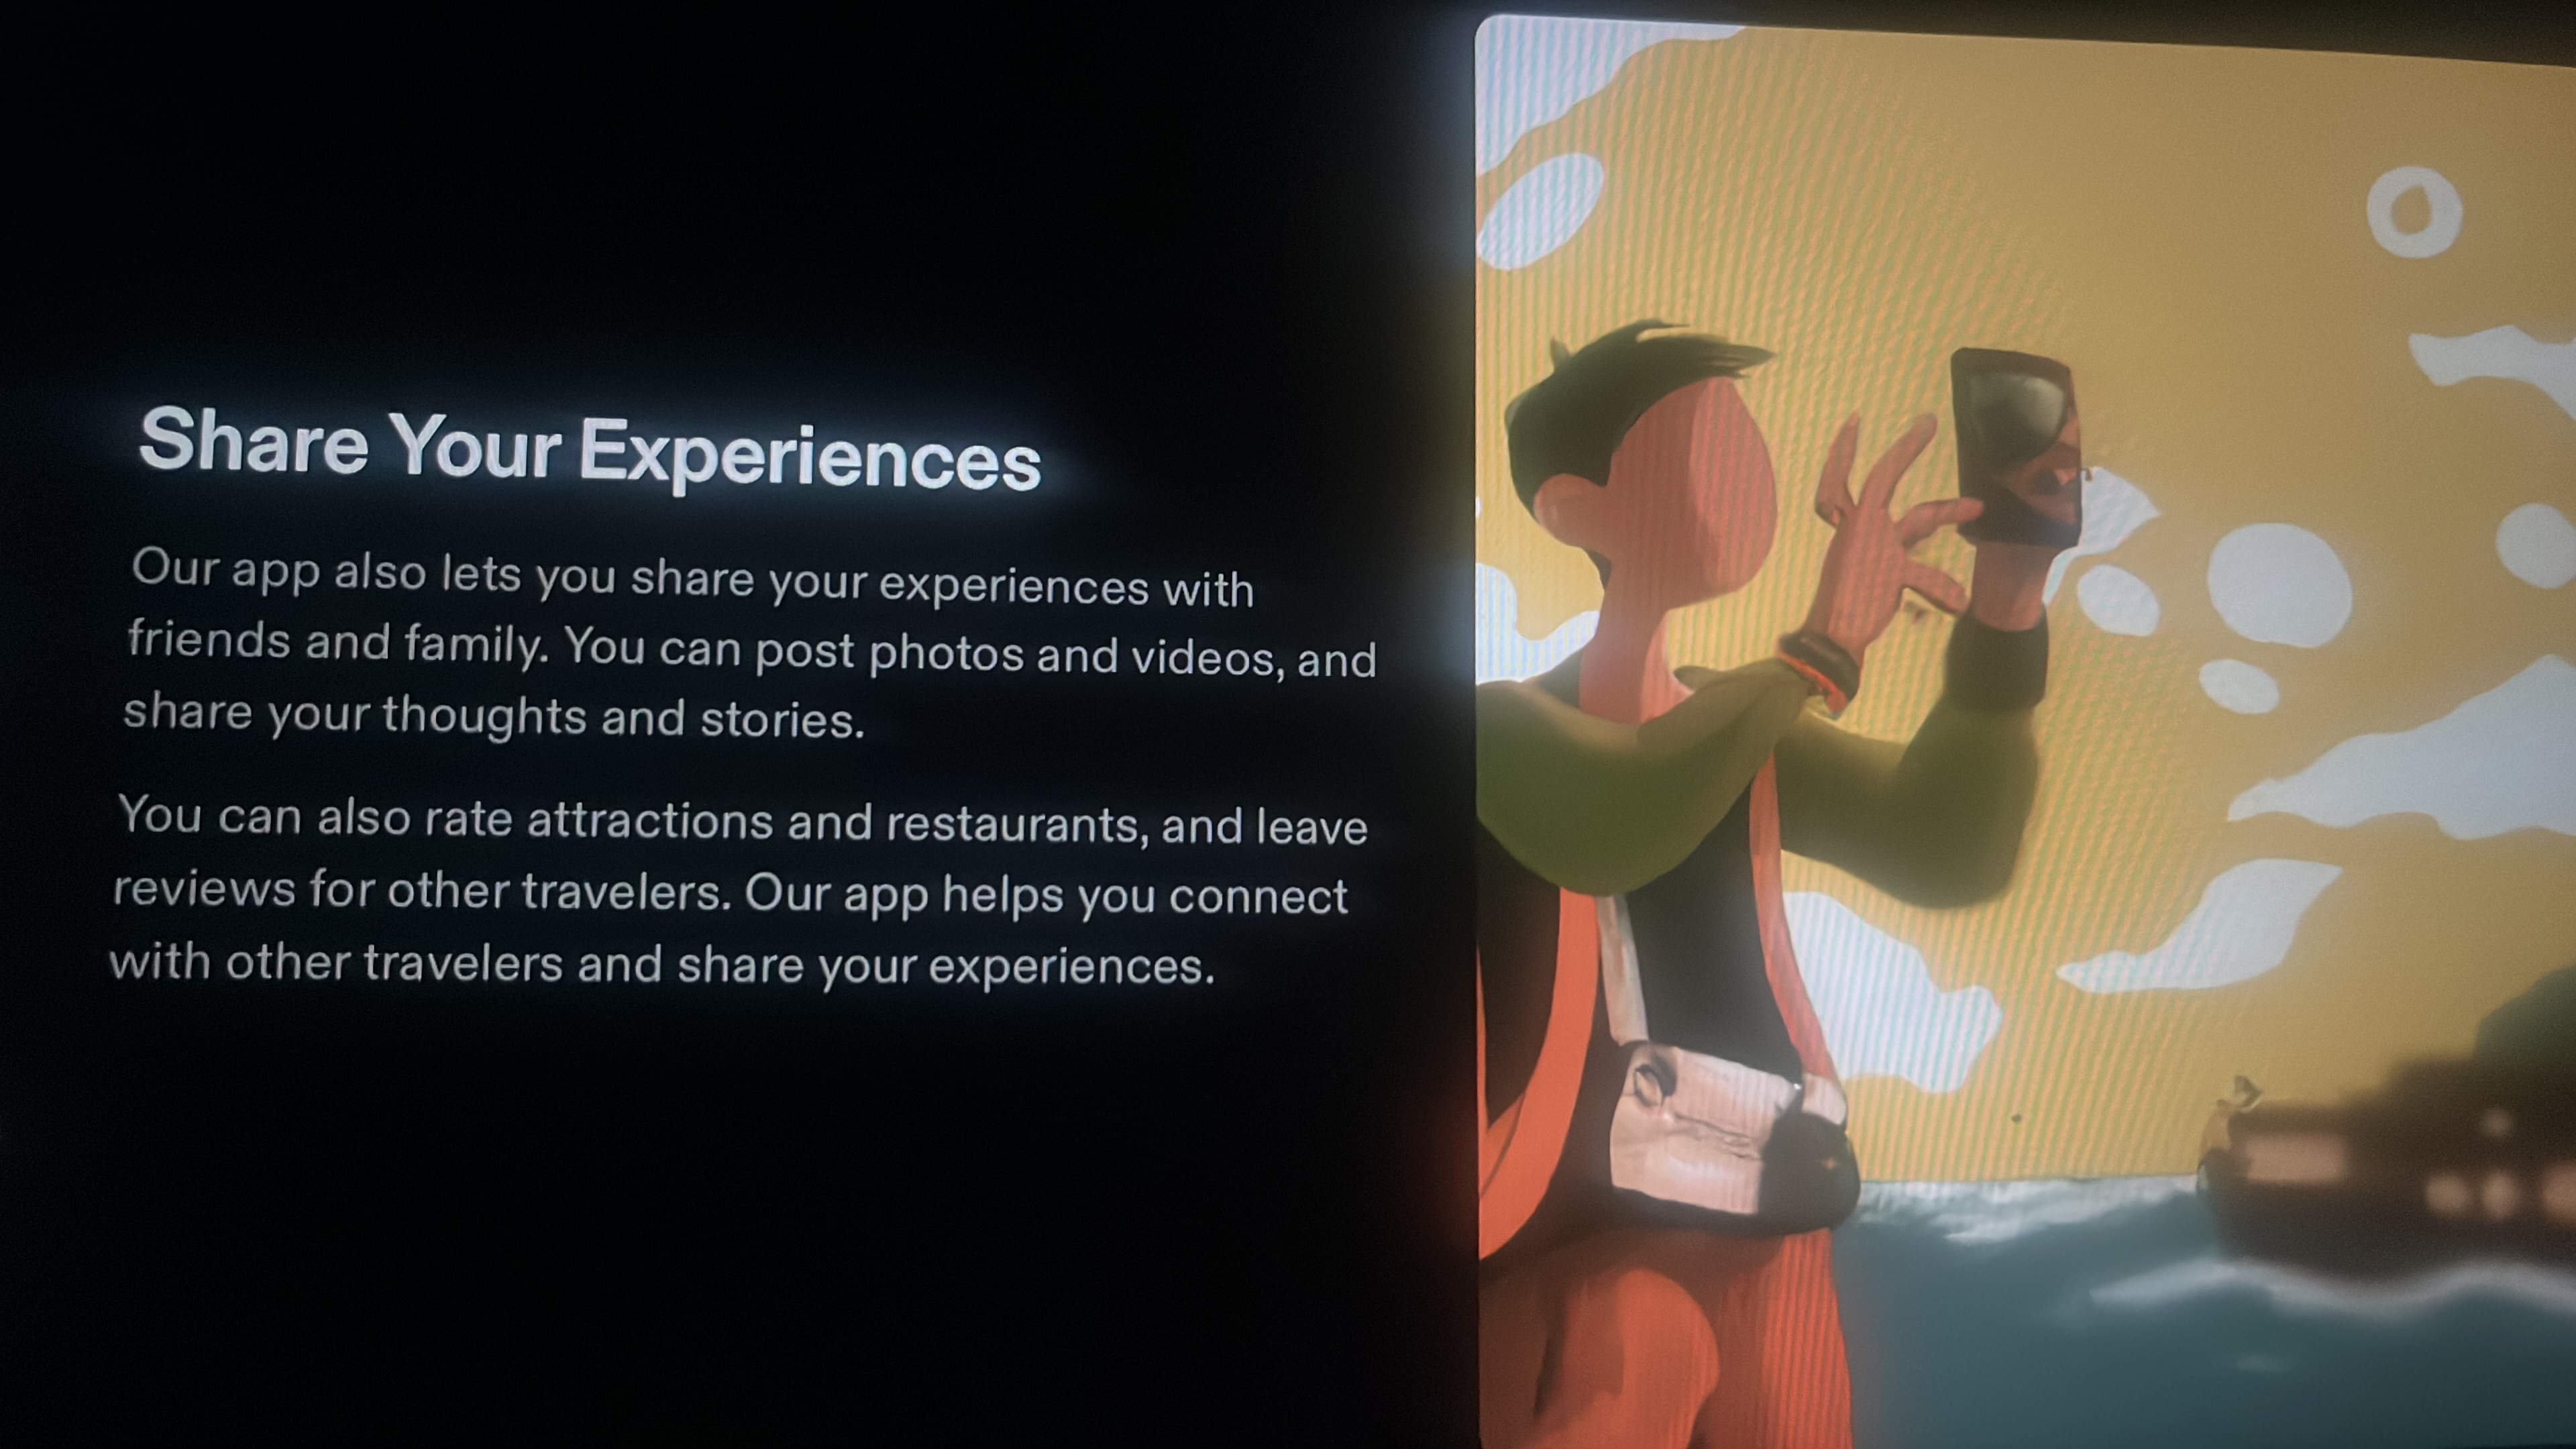 Share Your Experiences
Our app also lets you share your experiences with
friends and family. You can post photos and videos, and
share your thoughts and stories.
You can also rate attractions and restaurants, and leave
reviews for other travelers. Our app helps you connect
with other travelers and share your experiences.